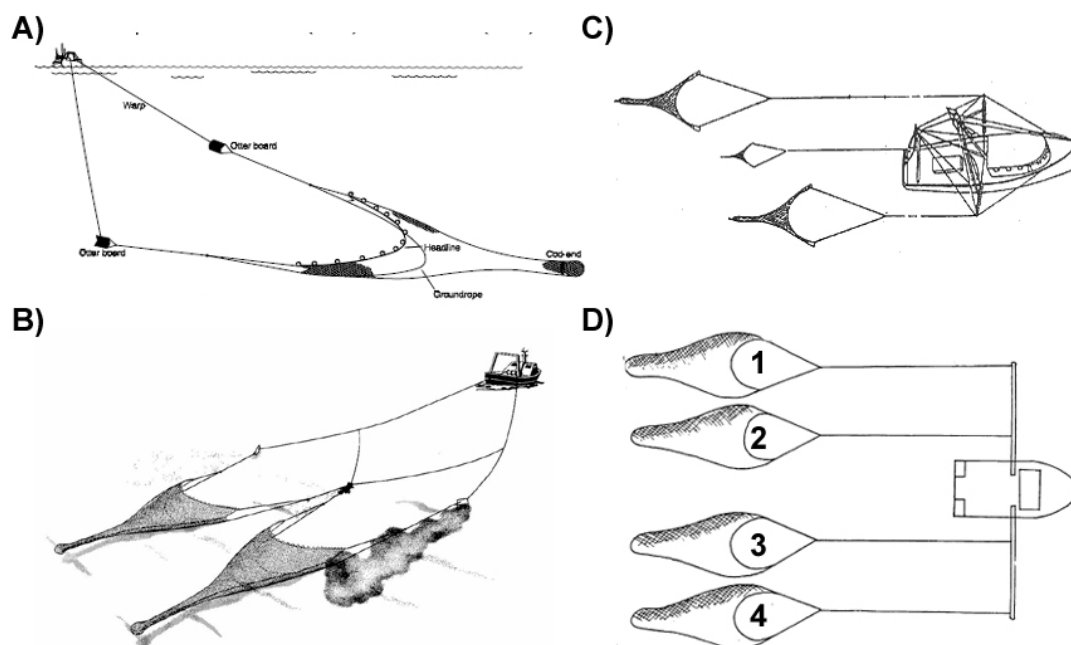 A)
Warp
Otter board
Otter board
Headline
Cod-end
Groundrope
B)
C)
D)
1
2
3
4